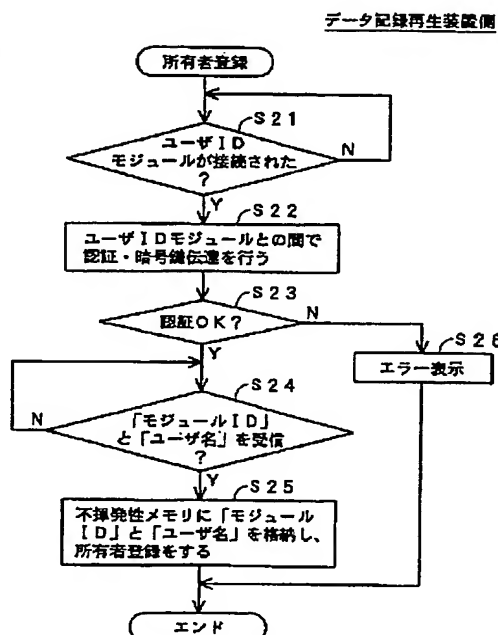 データ記録再生装置側
所有者登録
S21
ユーザID
モジュールが接続された
?
N
Y
S22
ユーザIDモジュールとの間で
認証・暗号鍵伝達を行う
S23
認証OK?
N
Y
S26
エラー表示
S24
「モジュールID」
と「ユーザ名」を受信
?
N
Y
S25
不揮発性メモリに「モジュール
ID」と「ユーザ名」を格納し、
所有者登録をする
エンド